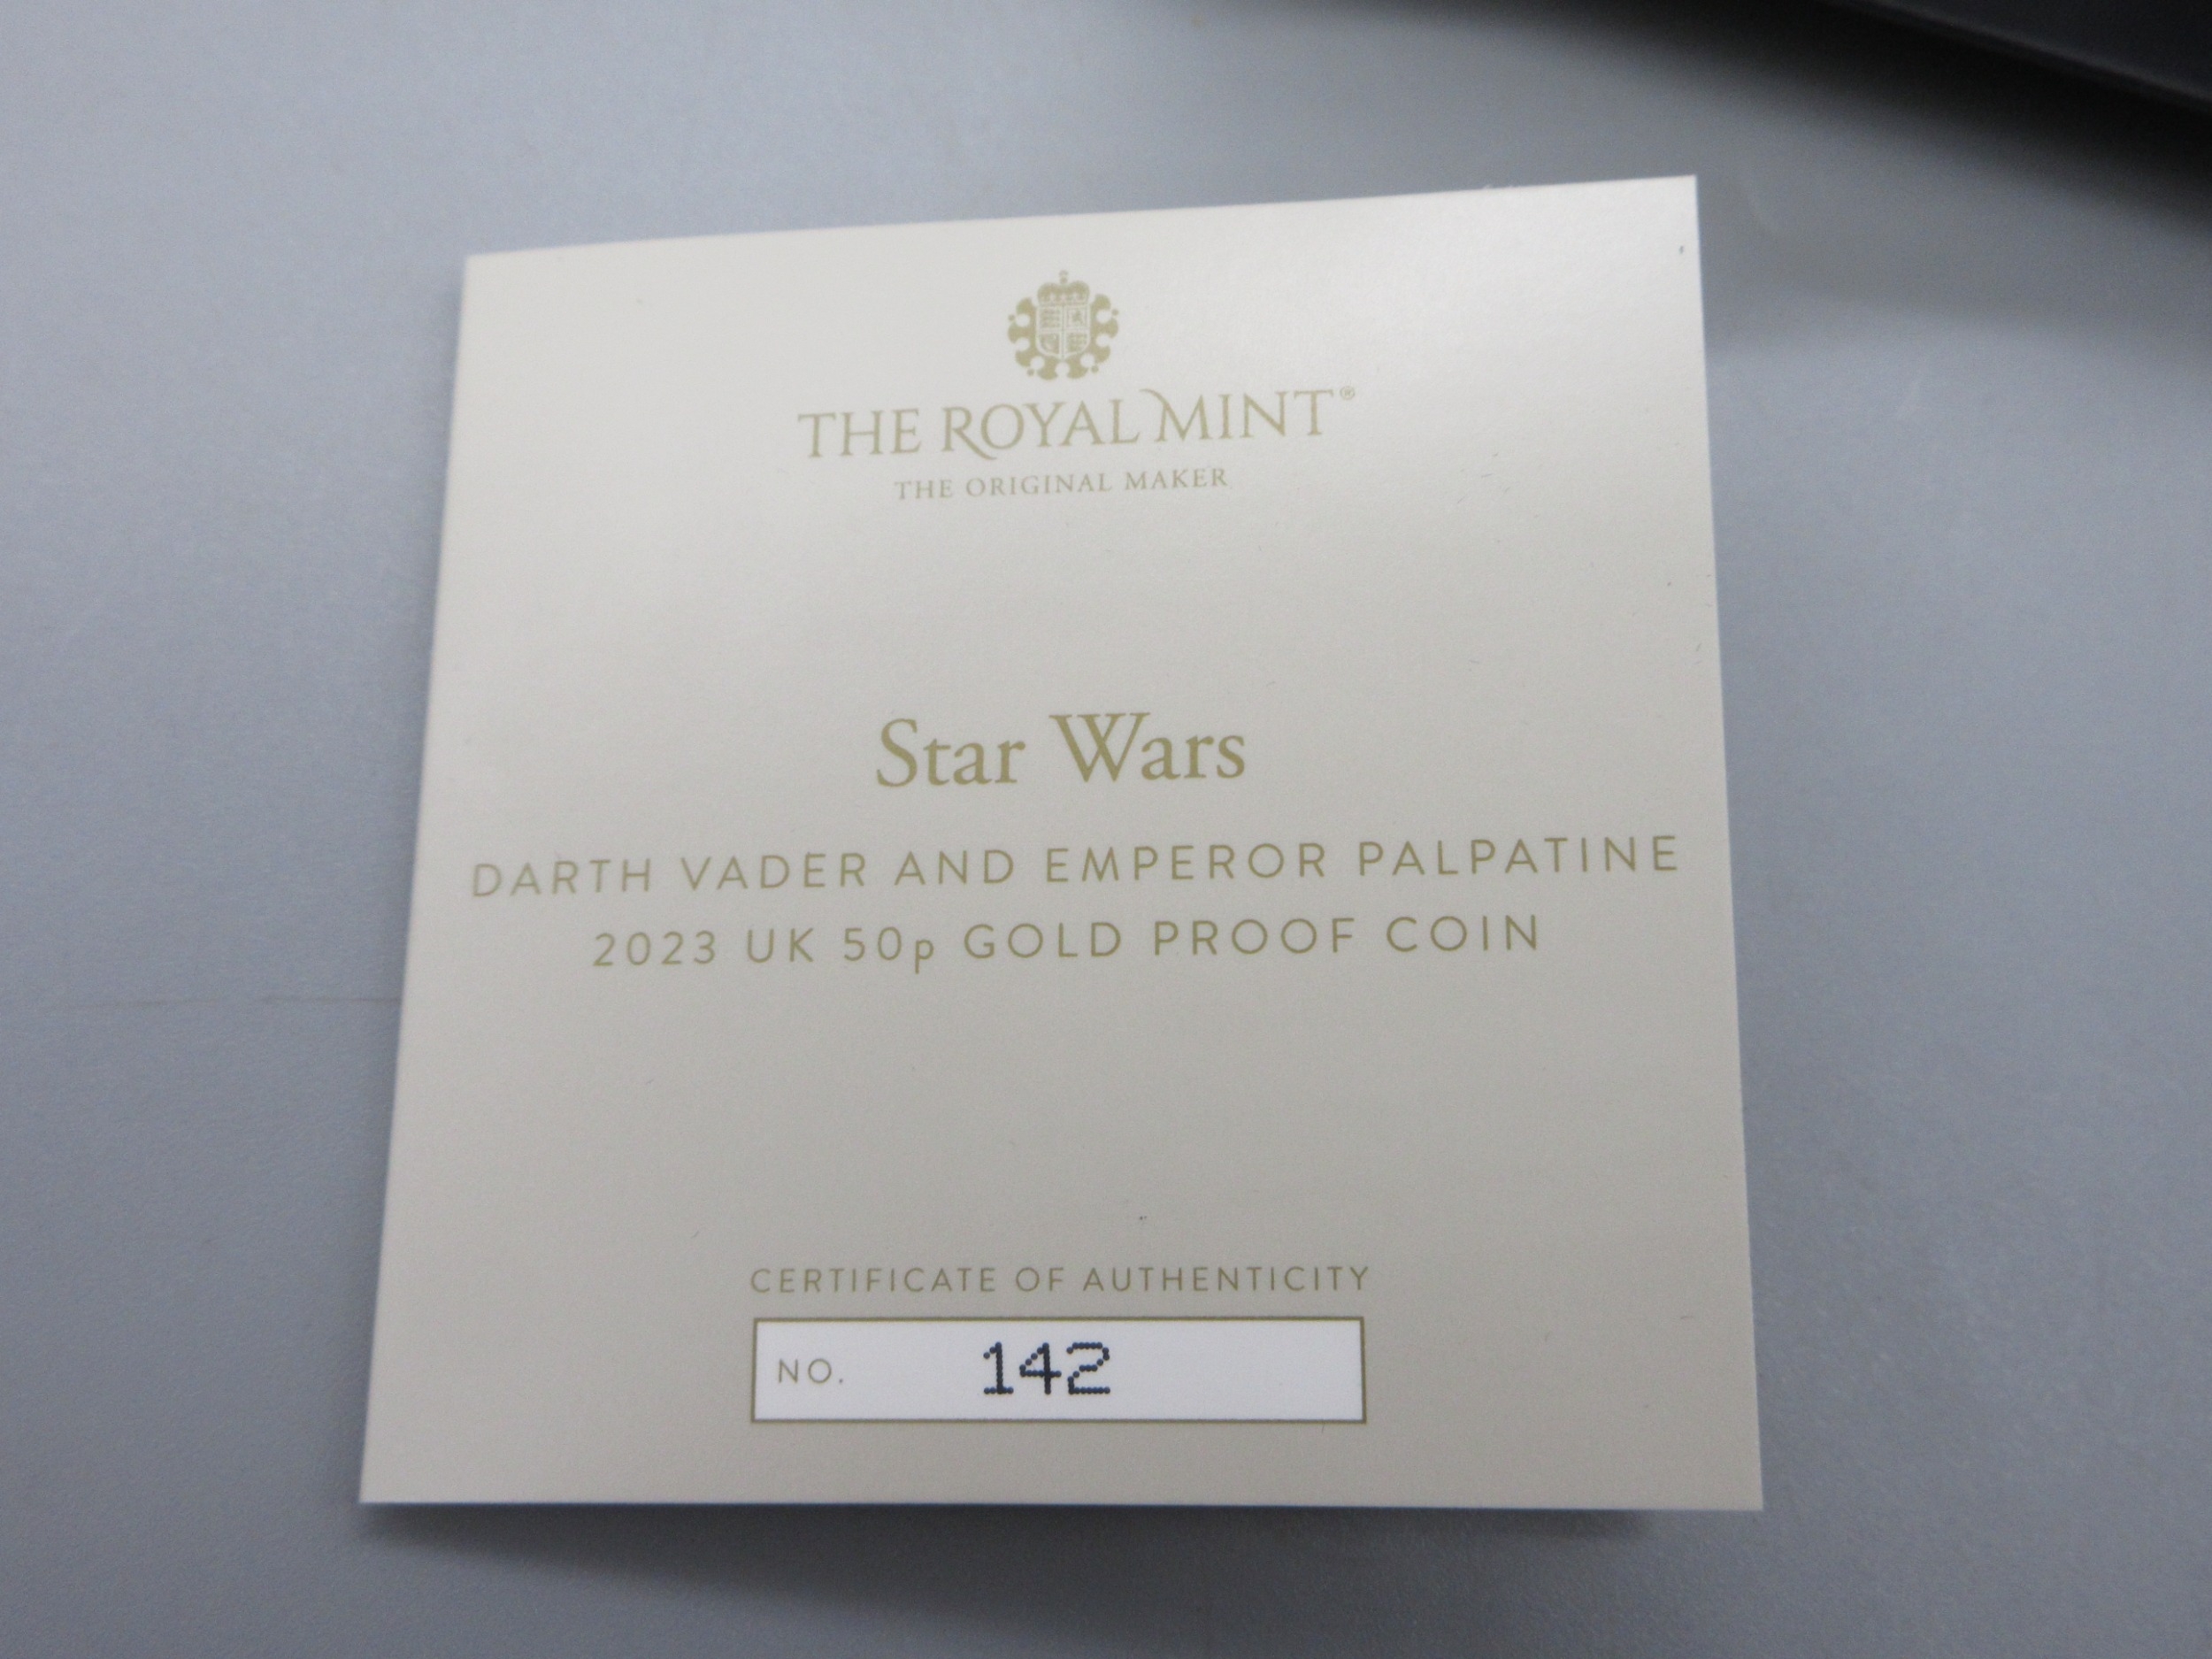 THE ROYAL MINT®
THE ORIGINAL MAKER
Star Wars
DARTH VADER AND EMPEROR PALPATINE
2023 UK 50p GOLD PROOF COIN
CERTIFICATE OF AUTHENTICITY
NO. 142